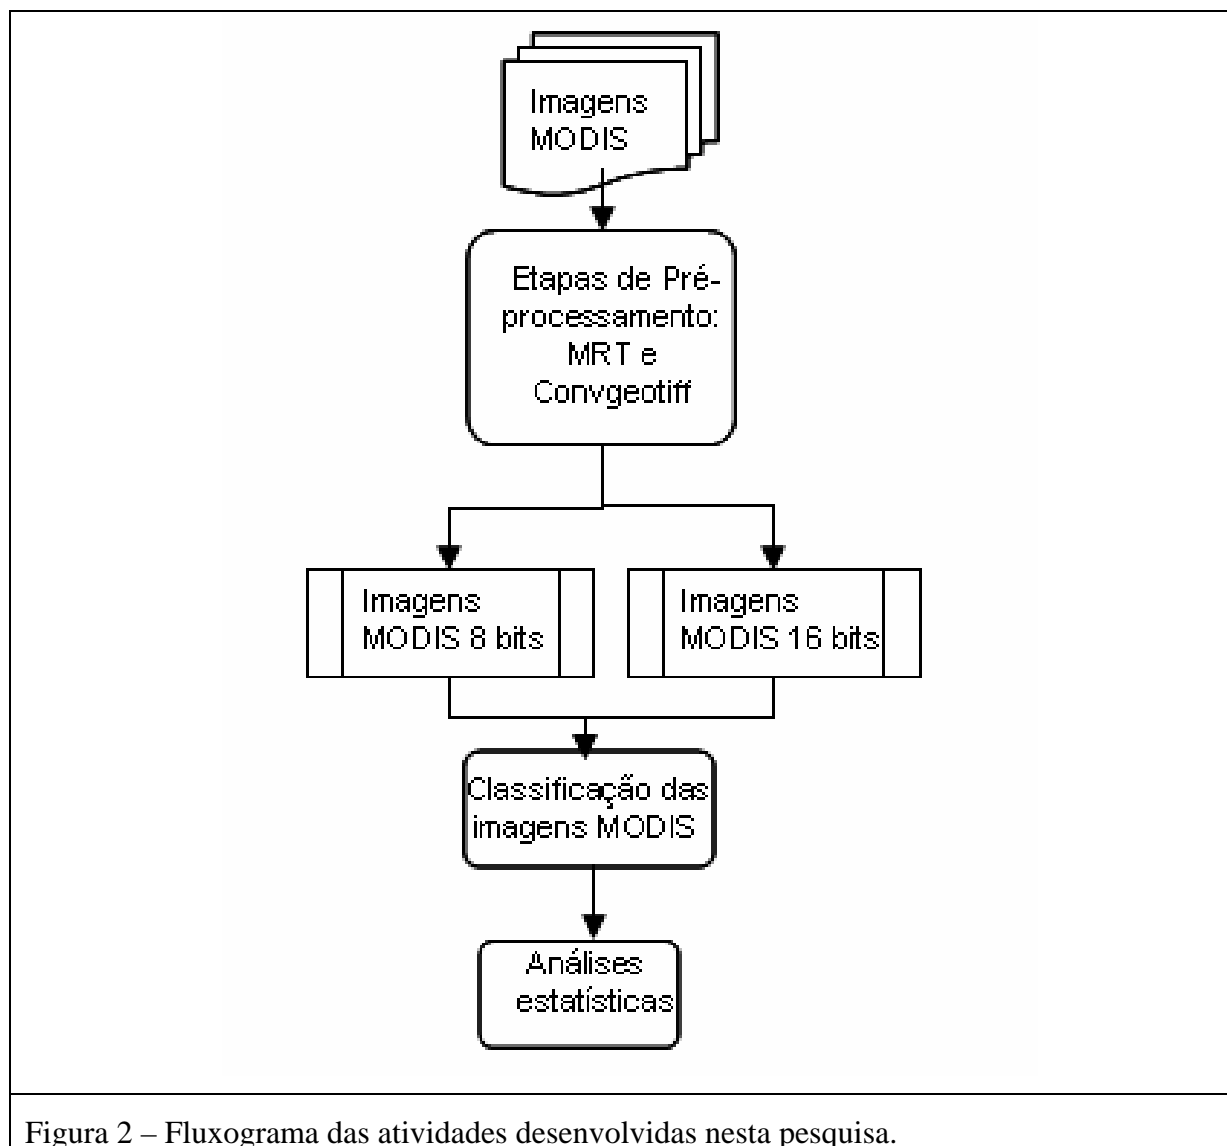 Imagens
MODIS
Etapas de Pré-
processamento:
MRT e
Convgeotiff
Imagens
MODIS 8 bits
Imagens
MODIS 16 bits
Classificação das
imagens MODIS
Análises
estatísticas
Figura 2 – Fluxograma das atividades desenvolvidas nesta pesquisa.